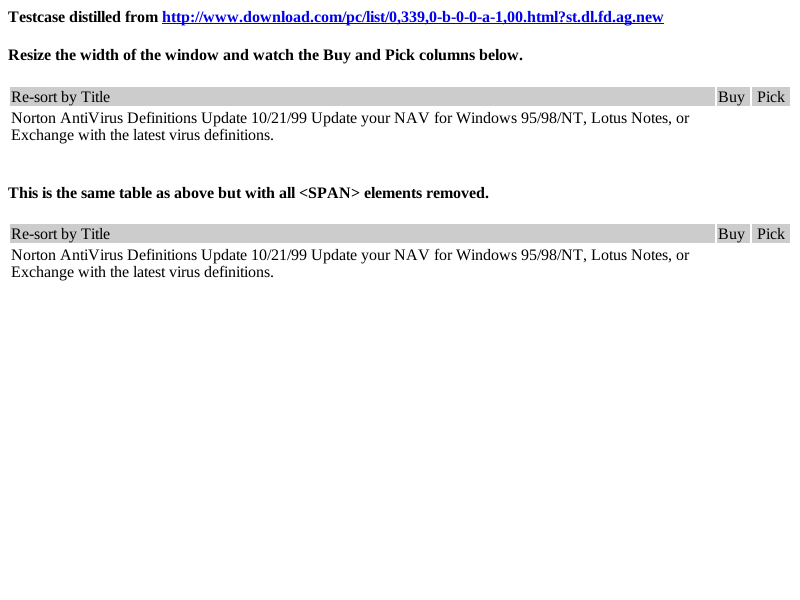 Testcase distilled from http://www.download.com/pc/list/0,339,0-b-0-0-a-1,00.html?st.dl.fd.ag.new
Resize the width of the window and watch the Buy and Pick columns below.
Re-sort by Title Buy Pick
Norton AntiVirus Definitions Update 10/21/99 Update your NAV for Windows 95/98/NT, Lotus Notes, or
Exchange with the latest virus definitions.
This is the same table as above but with all <SPAN> elements removed.
Re-sort by Title Buy Pick
Norton AntiVirus Definitions Update 10/21/99 Update your NAV for Windows 95/98/NT, Lotus Notes, or
Exchange with the latest virus definitions.